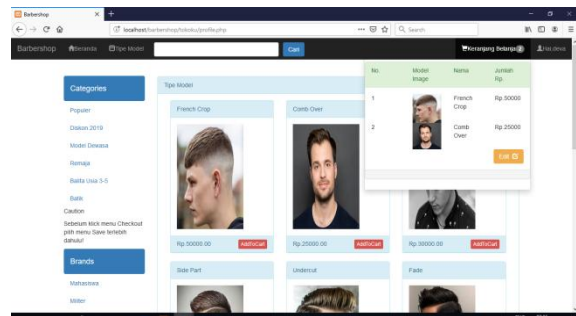 Barbershop
localhost/barbershop/tokoku/profile.php
Search
Barbershop
Beranda
Tipe Model
Cari
Keranjang Belanja 2
Hai,
Categories
Populer
Diskon 2019
Model Dewasa
Remaja
Balita Usia 3-5
Batik
Caution
Sebelum klick menu Checkout
pilih menu Save terlebih
dahulu!
Brands
Mahasiswa
Militer
Tipe Model
French Crop
Rp.50000.00
AddToCart
Comb Over
Rp.25000.00
AddToCart
Rp.30000.00
AddToCart
Side Part
Undercut
Fade
No.
Model Image
Nama
Jumlah Rp.
1
French Crop
Rp.50000
2
Comb Over
Rp.25000
Edit